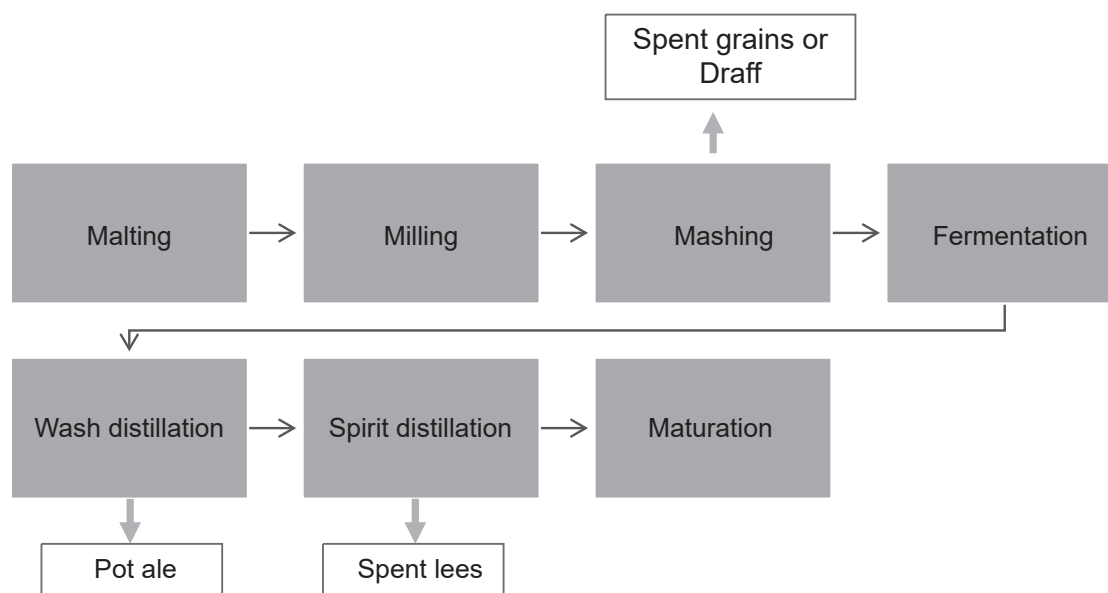 Spent grains or
Draff
Malting
Milling
Mashing
Fermentation
Wash distillation
Spirit distillation
Maturation
Pot ale
Spent lees